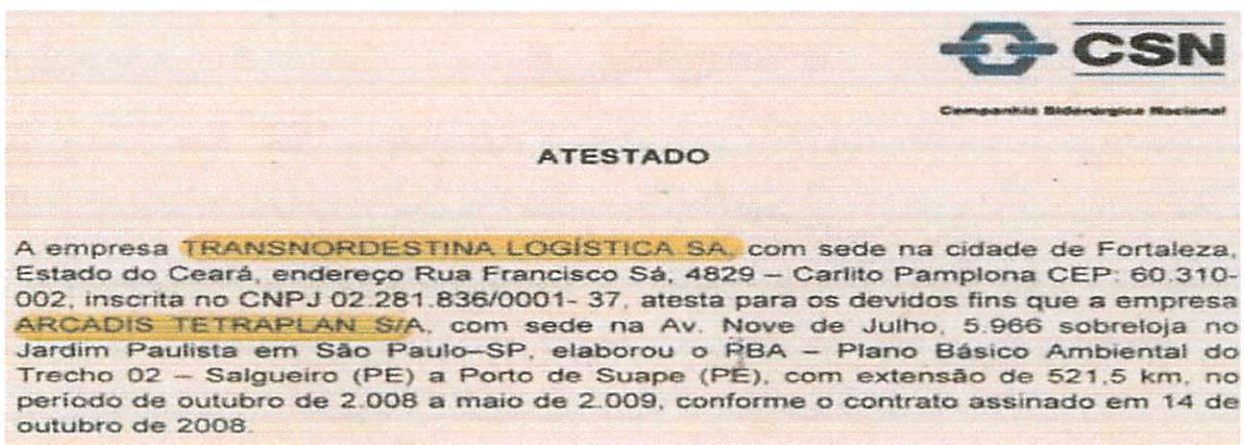 CSN
Companhia Siderúrgica Nacional
ATESTADO
A empresa TRANSNORDESTINA LOGÍSTICA SA, com sede na cidade de Fortaleza,
Estado do Ceará, endereço Rua Francisco Sá, 4829 – Carlito Pamplona CEP: 60.310-
002, inscrita no CNPJ 02.281.836/0001- 37, atesta para os devidos fins que a empresa
ARCADIS TETRAPLAN S/A, com sede na Av. Nove de Julho, 5.966 sobreloja no
Jardim Paulista em São Paulo–SP, elaborou o PBA – Plano Básico Ambiental do
Trecho 02 – Salgueiro (PE) a Porto de Suape (PE), com extensão de 521,5 km, no
período de outubro de 2.008 a maio de 2.009, conforme o contrato assinado em 14 de
outubro de 2008.